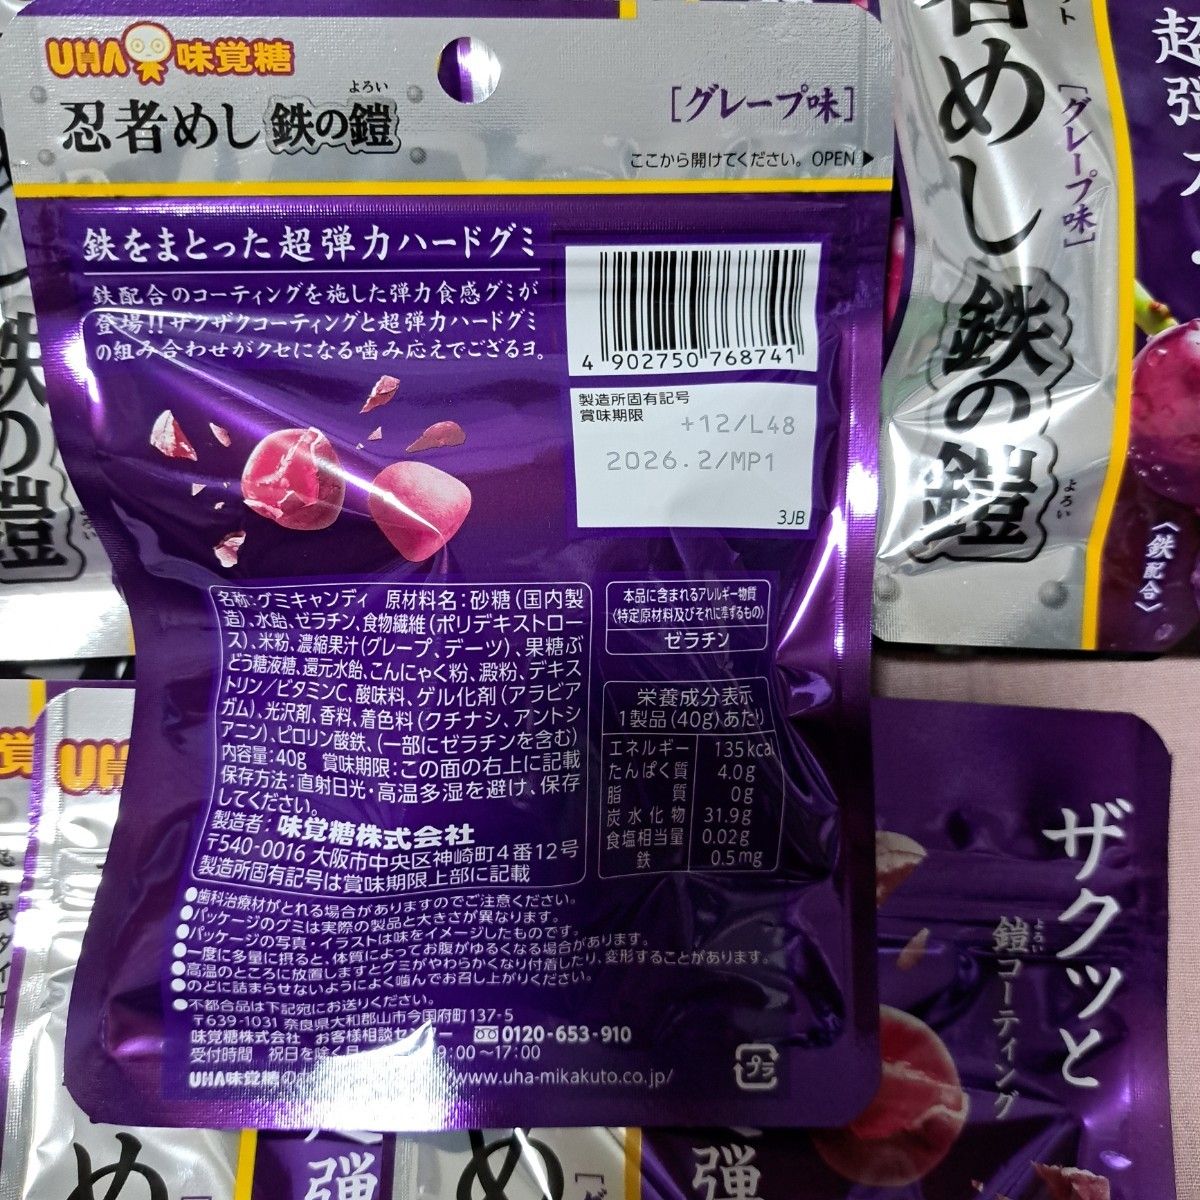 UHA味覚糖
忍者めし 鉄の鎧
よろい
[グレープ味]
ここから開けてください。OPEN▶
鉄をまとった超弾力ハードグミ
鉄配合のコーティングを施した弾力食感グミが
登場!!ザクザクコーティングと超弾力ハードグミ
の組み合わせがクセになる噛み応えでござるヨ。
4 902750 768741
製造所固有記号
賞味期限
+12/L48
2026.2/MP1
3JB
名称:グミキャンディ 原材料名:砂糖(国内製
造)、水飴、ゼラチン、食物繊維(ポリデキストロー
ス)、米粉、濃縮果汁(グレープ、デーツ)、果糖ぶ
どう糖液糖、還元水飴、こんにゃく粉、澱粉、デキス
トリン/ビタミンC、酸味料、ゲル化剤(アラビア
ガム)、光沢剤、香料、着色料(クチナシ、アントシ
アニン)、ピロリン酸鉄、(一部にゼラチンを含む)
内容量:40g 賞味期限:この面の右上に記載
保存方法:直射日光・高温多湿を避け、保存
してください。
製造者:味覚糖株式会社
〒540-0016 大阪市中央区神崎町4番12号
製造所固有記号は賞味期限上部に記載
本品に含まれるアレルギー物質
(特定原材料及びそれに準ずるもの)
ゼラチン
栄養成分表示
1製品(40g)あたり
エネルギー 135kcal
たんぱく質 4.0g
脂質 0g
炭水化物 31.9g
食塩相当量 0.02g
鉄 0.5mg
●歯科治療材がとれる場合がありますのでご注意ください。
●パッケージのグミは実際の製品と大きさが異なります。
●パッケージの写真・イラストは味をイメージしたものです。
●一度に多量に摂ると、体質によってお腹がゆるくなる場合があります。
●高温のところに放置しますとグミがやわらかくなり付着したり、変形することがあります。
●のどに詰まらせないようによく噛んでお召し上がりください。
●不都合品は下記宛にお送りください。
〒639-1031 奈良県大和郡山市今国府町137-5
味覚糖株式会社 お客様相談センター 0120-653-910
受付時間 祝日を除く 9:00〜17:00
UHA味覚糖の www.uha-mikakuto.co.jp/
プラ
者めし鉄の鎧
よろい
[グレープ味]
超弾力
〈鉄配合〉
ザクッと
鎧コーティング
よろい
の鎧
UHA
覚
め
弾
め
弾